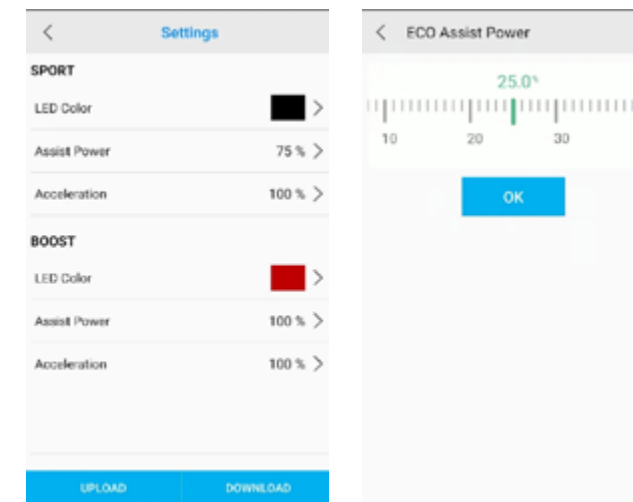 Settings
SPORT
LED Color
Assist Power 75 %
Acceleration 100 %
BOOST
LED Color
Assist Power 100 %
Acceleration 100 %
UPLOAD DOWNLOAD
ECO Assist Power
25.0%
10 20 30
OK